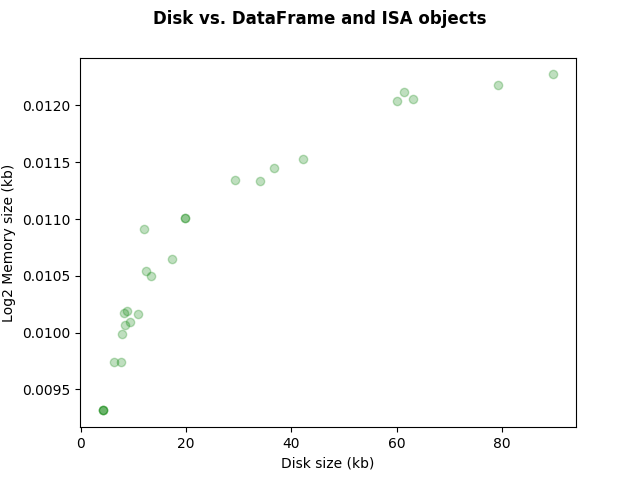 Disk vs. DataFrame and ISA objects
Log2 Memory size (kb)
0.0120
0.0115
0.0110
0.0105
0.0100
0.0095
0 20 40 60 80
Disk size (kb)